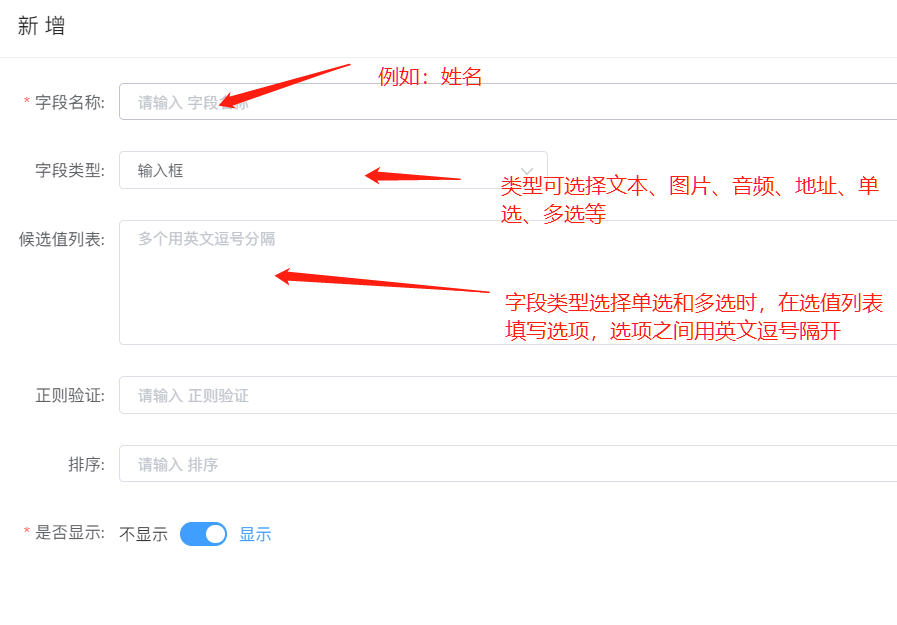 新 增
例如：姓名
* 字段名称: 请输入 字段名称
字段类型: 输入框
类型可选择文本、图片、音频、地址、单
选、多选等
候选值列表: 多个用英文逗号分隔
字段类型选择单选和多选时，在选值列表
填写选项，选项之间用英文逗号隔开
正则验证: 请输入 正则验证
排序: 请输入 排序
* 是否显示: 不显示 显示